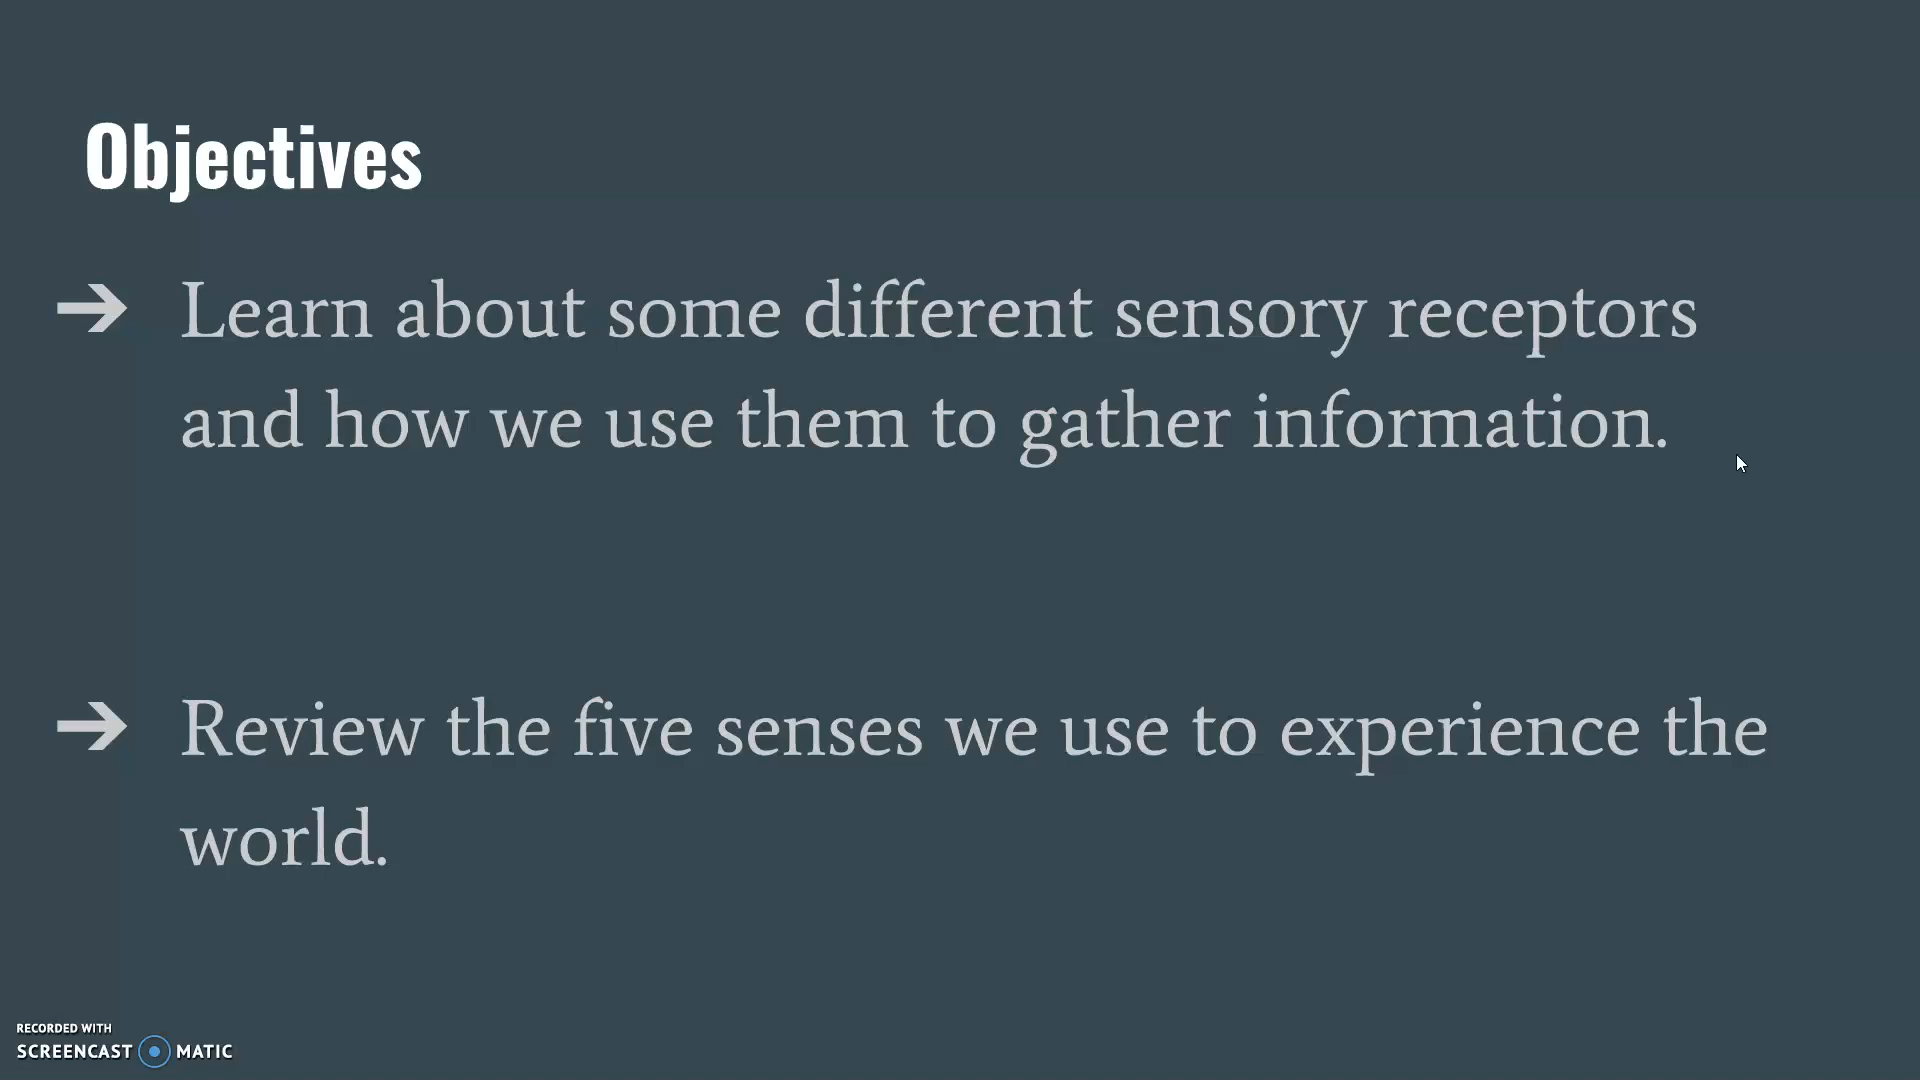 Objectives
➔ Learn about some different sensory receptors
and how we use them to gather information.
➔ Review the five senses we use to experience the
world.
RECORDED WITH
SCREENCAST MATIC